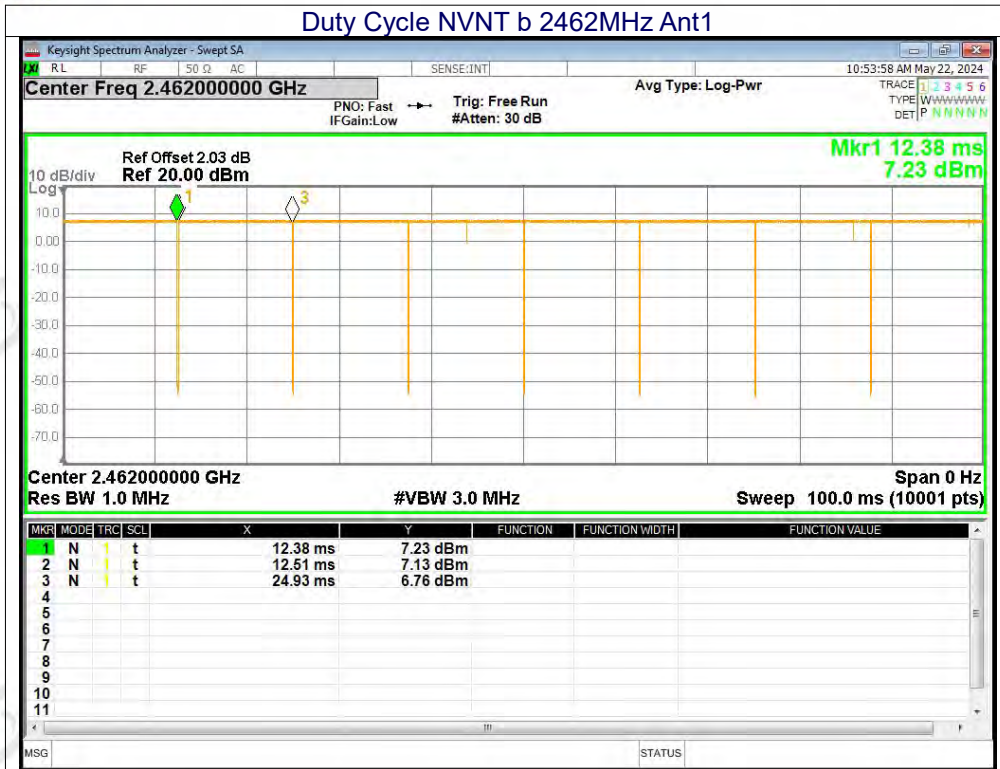 Duty Cycle NVNT b 2462MHz Ant1
Keysight Spectrum Analyzer - Swept SA
LXI RL RF 50 Ω AC SENSE:INT 10:53:58 AM May 22, 2024
Center Freq 2.462000000 GHz
PNO: Fast
IFGain:Low
Trig: Free Run
#Atten: 30 dB
Avg Type: Log-Pwr
TRACE 1 2 3 4 5 6
TYPE WWWWWWW
DET P N N N N N
Mkr1 12.38 ms
7.23 dBm
Ref Offset 2.03 dB
10 dB/div Ref 20.00 dBm
Log
1
3
10.0
0.00
-10.0
-20.0
-30.0
-40.0
-50.0
-60.0
-70.0
Center 2.462000000 GHz Span 0 Hz
Res BW 1.0 MHz #VBW 3.0 MHz Sweep 100.0 ms (10001 pts)
MKR MODE TRC SCL X Y FUNCTION FUNCTION WIDTH FUNCTION VALUE
1 N 1 t 12.38 ms 7.23 dBm
2 N 1 t 12.51 ms 7.13 dBm
3 N 1 t 24.93 ms 6.76 dBm
4
5
6
7
8
9
10
11
MSG STATUS